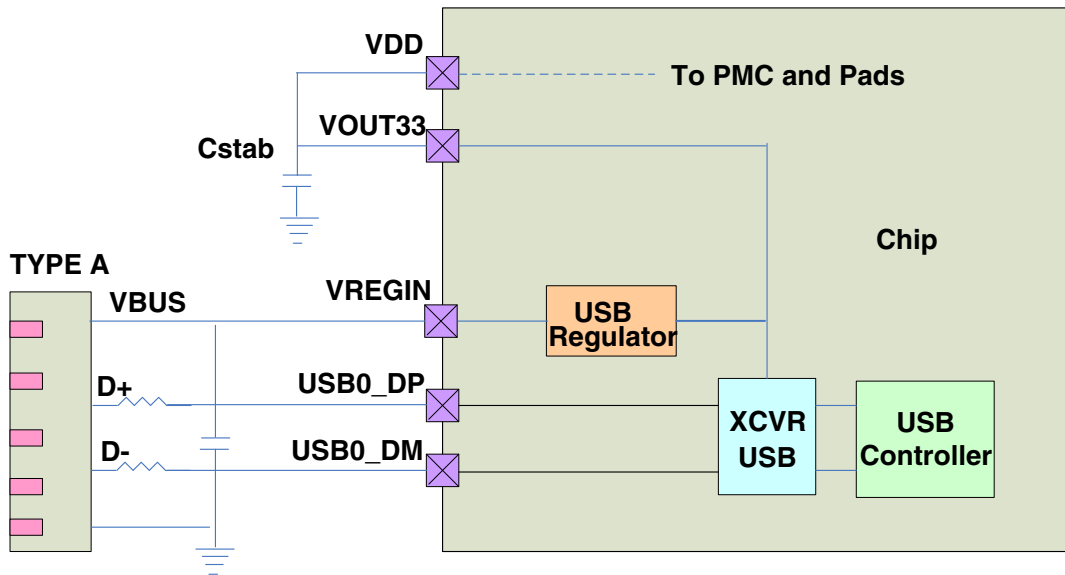 VDD
To PMC and Pads
VOUT33
Cstab
Chip
TYPE A
VBUS
VREGIN
USB
Regulator
D+
USB0_DP
D-
USB0_DM
XCVR
USB
USB
Controller